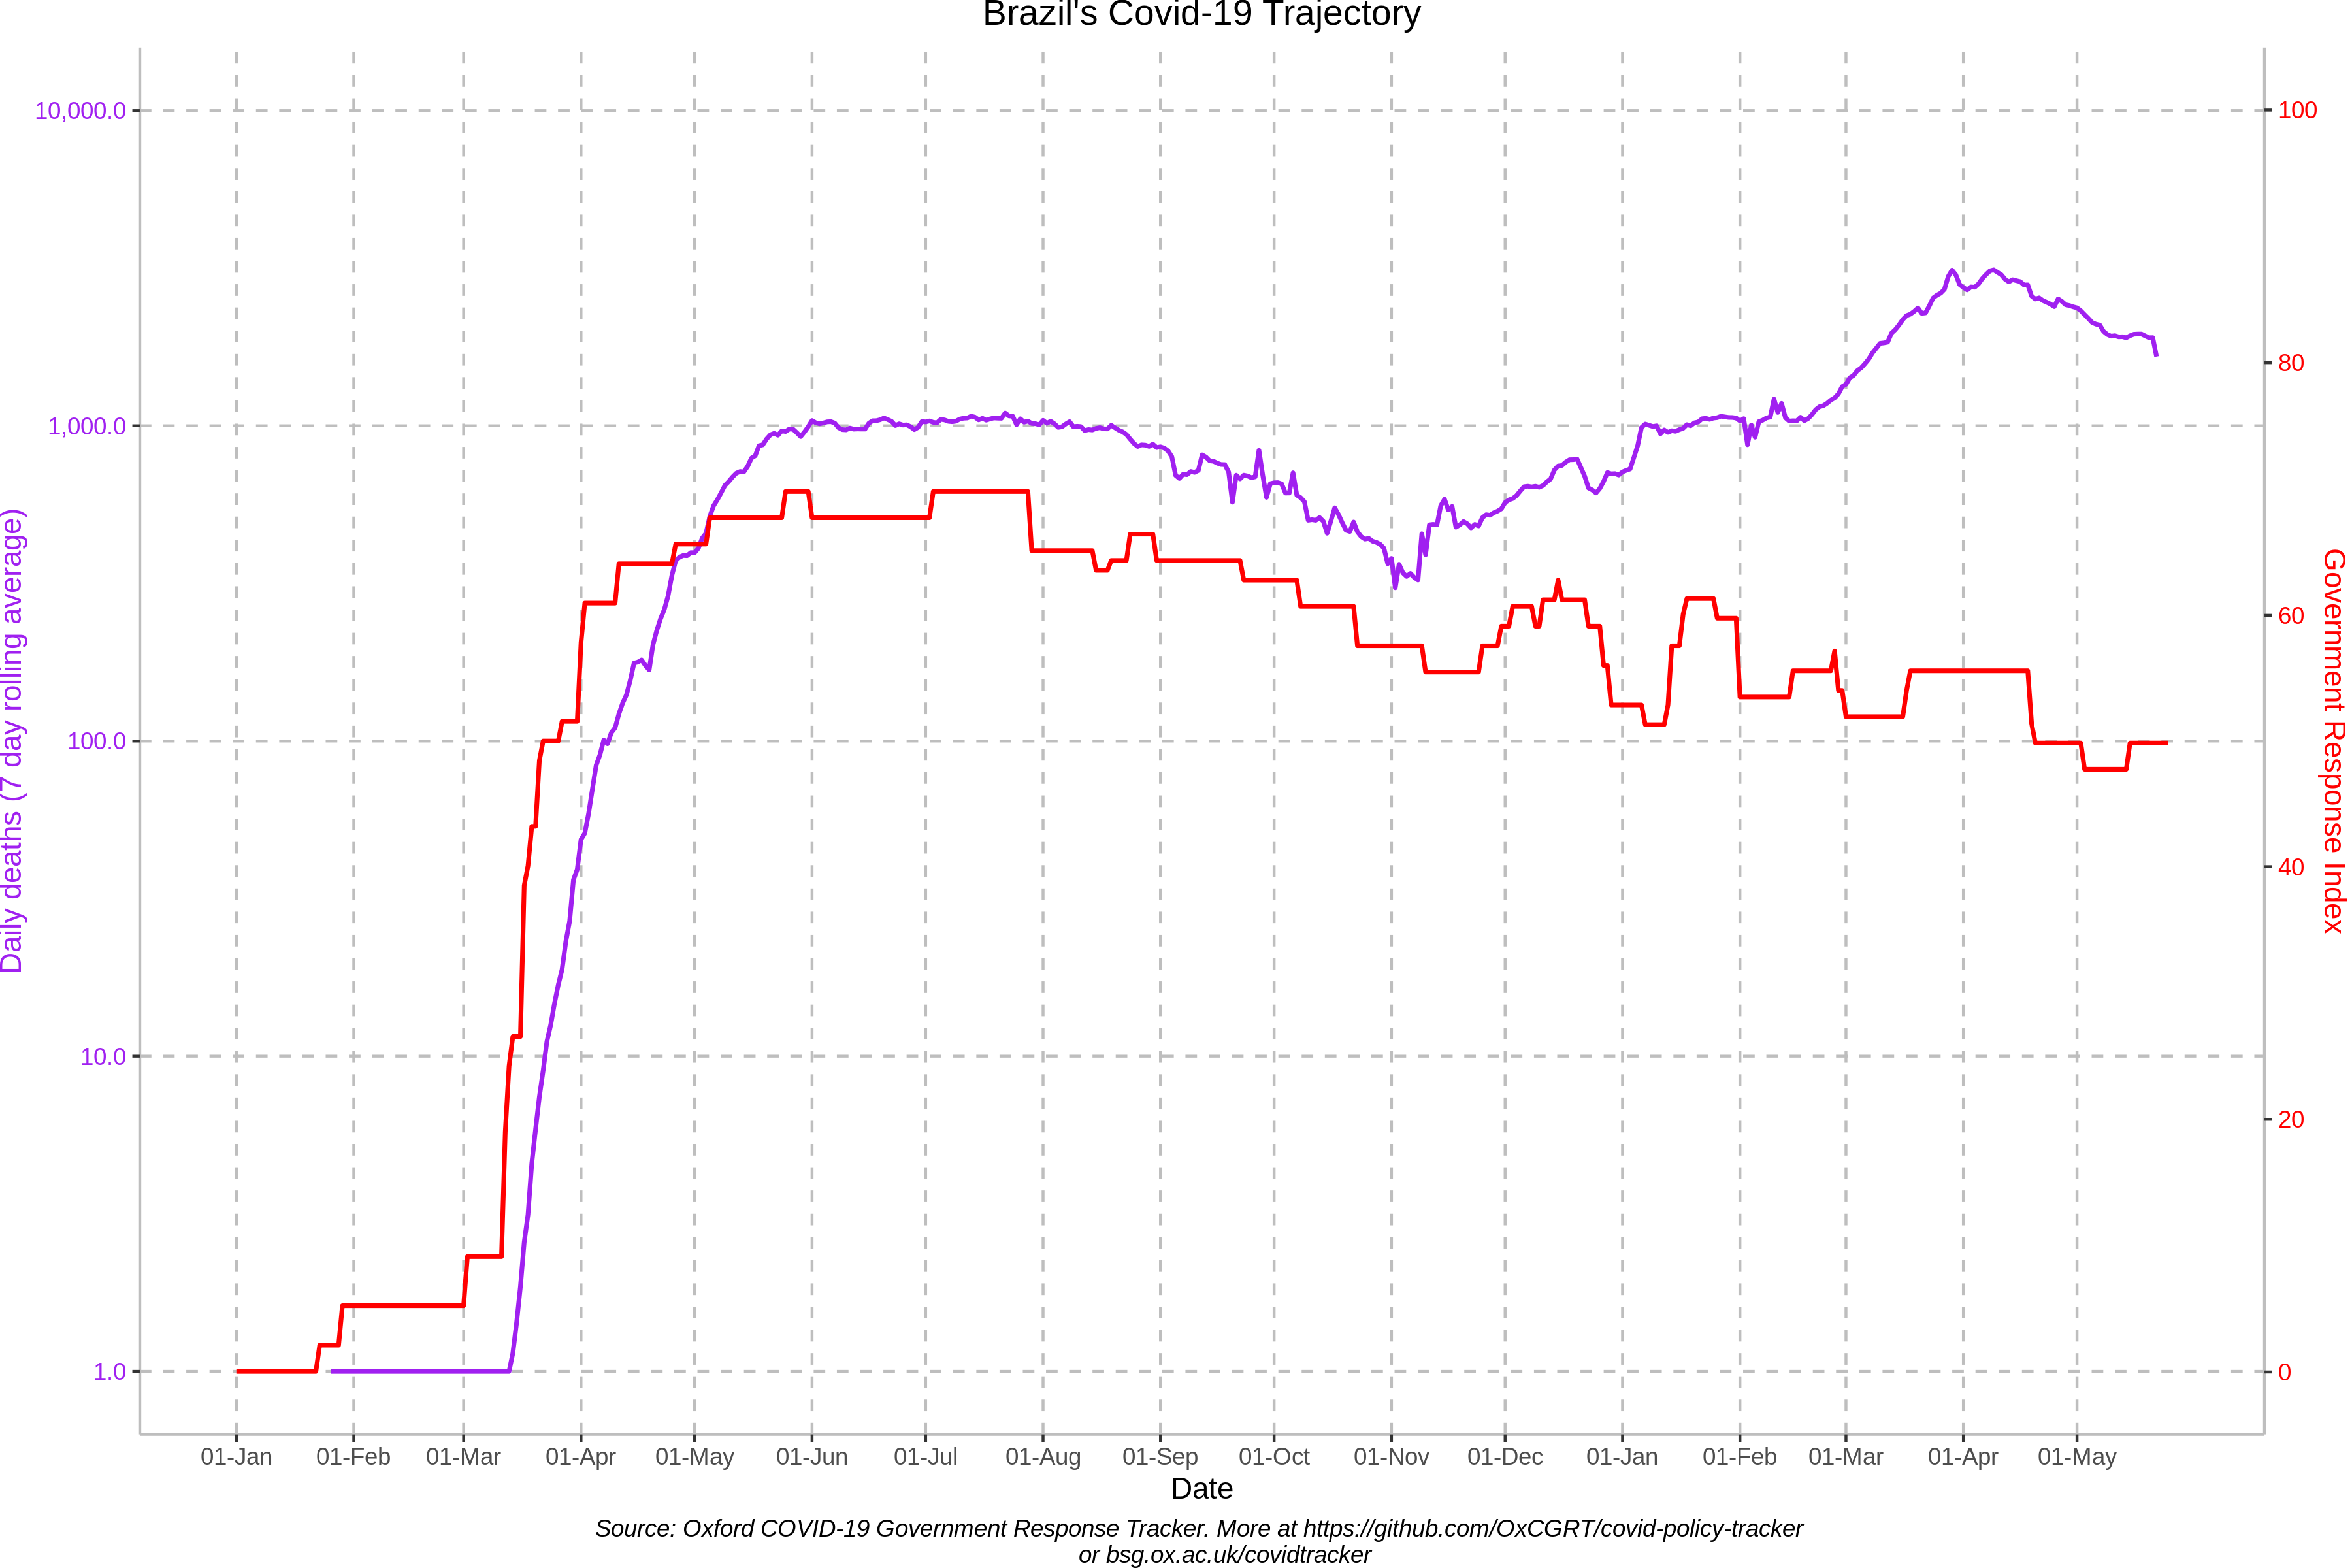 Brazil's Covid-19 Trajectory
10,000.0
1,000.0
100.0
10.0
1.0
Daily deaths (7 day rolling average)
100
80
60
40
20
0
Government Response Index
01-Jan 01-Feb 01-Mar 01-Apr 01-May 01-Jun 01-Jul 01-Aug 01-Sep 01-Oct 01-Nov 01-Dec 01-Jan 01-Feb 01-Mar 01-Apr 01-May
Date
Source: Oxford COVID-19 Government Response Tracker. More at https://github.com/OxCGRT/covid-policy-tracker
or bsg.ox.ac.uk/covidtracker